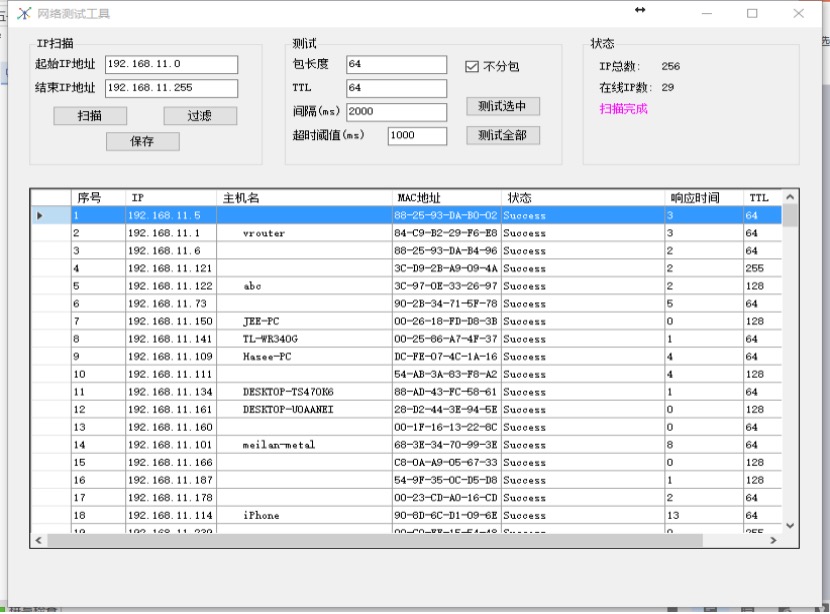 网络测试工具
IP扫描
起始IP地址 192.168.11.0
结束IP地址 192.168.11.255
扫描 过滤
保存
测试
包长度 64 不分包
TTL 64
间隔(ms) 2000 测试选中
超时阈值(ms) 1000 测试全部
状态
IP总数: 256
在线IP数: 29
扫描完成
序号 IP 主机名 MAC地址 状态 响应时间 TTL
1 192.168.11.5 88-25-93-DA-B0-02 Success 3 64
2 192.168.11.1 vrouter 84-C9-B2-29-F6-E8 Success 3 64
3 192.168.11.6 88-25-93-DA-B4-96 Success 2 64
4 192.168.11.121 3C-D9-2B-A9-09-4A Success 2 255
5 192.168.11.122 abc 3C-97-0E-33-26-97 Success 2 128
6 192.168.11.73 90-2B-34-71-5F-78 Success 5 64
7 192.168.11.150 JEE-PC 00-26-18-FD-D8-3B Success 0 128
8 192.168.11.141 TL-WR340G 00-25-86-A7-4F-37 Success 1 64
9 192.168.11.109 Hasee-PC DC-FE-07-4C-1A-16 Success 4 64
10 192.168.11.111 54-AB-3A-83-F8-A2 Success 4 128
11 192.168.11.134 DESKTOP-TS470K6 88-AD-43-FC-58-61 Success 1 64
12 192.168.11.161 DESKTOP-UOAANEI 28-D2-44-3E-94-5E Success 0 128
13 192.168.11.160 00-1F-16-13-22-8C Success 0 64
14 192.168.11.101 meilan-metal 68-3E-34-70-99-3E Success 8 64
15 192.168.11.166 C8-0A-A9-05-67-33 Success 0 128
16 192.168.11.187 54-9F-35-0C-D5-D8 Success 1 128
17 192.168.11.178 00-23-CD-A0-16-CD Success 2 64
18 192.168.11.114 iPhone 90-8D-6C-D1-09-6E Success 13 64
19 192.168.11.239 Success 0 255